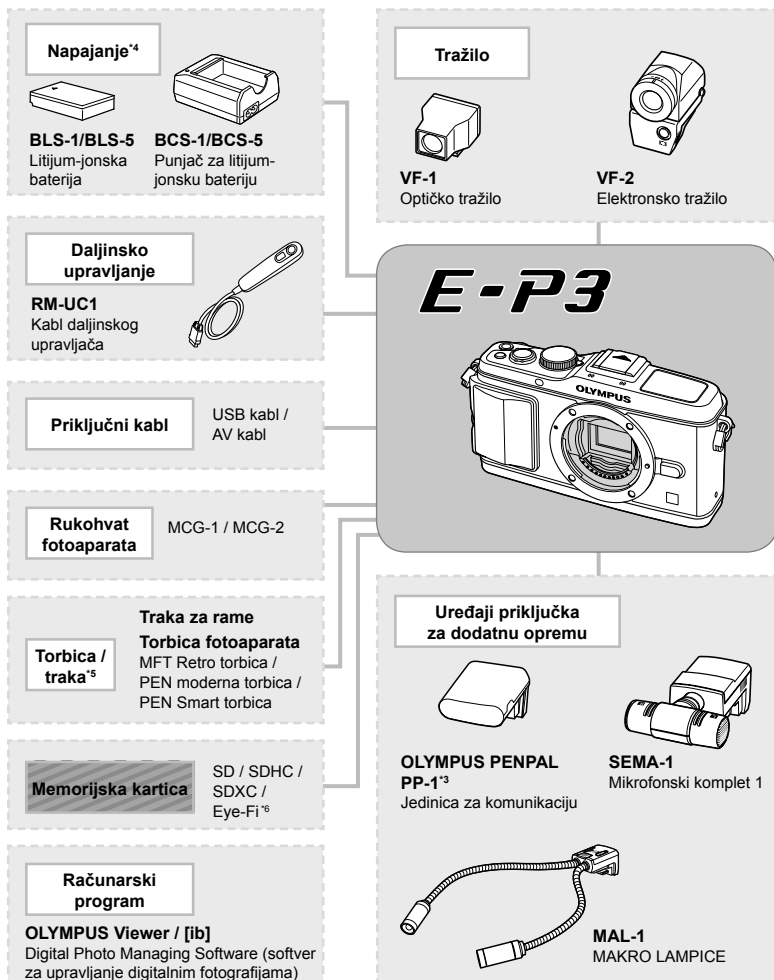 Napajanje*4
BLS-1/BLS-5
Litijum-jonska
baterija
BCS-1/BCS-5
Punjač za litijum-
jonsku bateriju
Tražilo
VF-1
Optičko tražilo
VF-2
Elektronsko tražilo
Daljinsko
upravljanje
RM-UC1
Kabl daljinskog
upravljača
E-P3
OLYMPUS
Priključni kabl
USB kabl /
AV kabl
Rukohvat
fotoaparata
MCG-1 / MCG-2
Torbica /
traka*5
Traka za rame
Torbica fotoaparata
MFT Retro torbica /
PEN moderna torbica /
PEN Smart torbica
Memorijska kartica
SD / SDHC /
SDXC /
Eye-Fi*6
Računarski
program
OLYMPUS Viewer / [ib]
Digital Photo Managing Software (softver
za upravljanje digitalnim fotografijama)
Uređaji priključka
za dodatnu opremu
OLYMPUS PENPAL
PP-1*3
Jedinica za komunikaciju
SEMA-1
Mikrofonski komplet 1
MAL-1
MAKRO LAMPICE